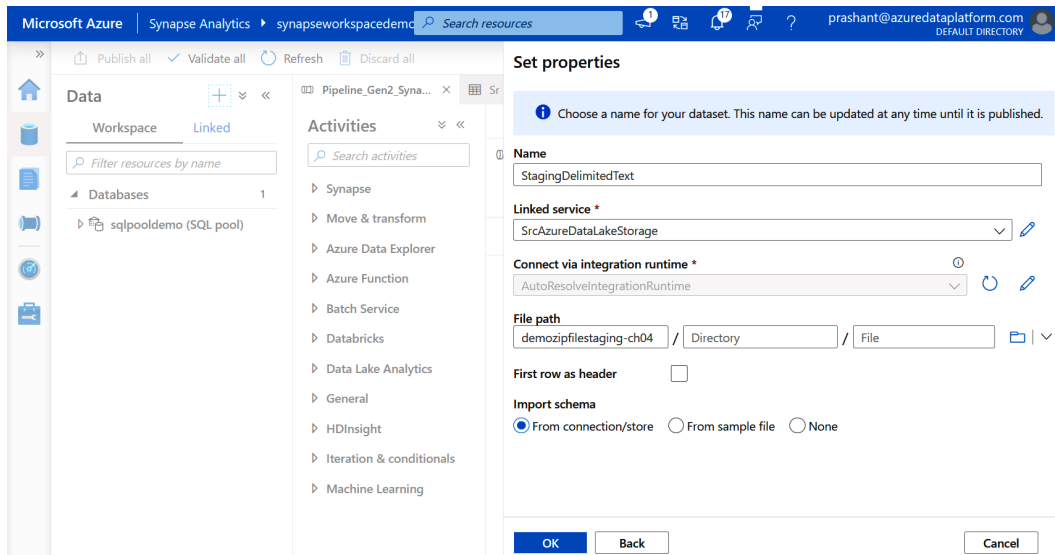 Microsoft Azure Synapse Analytics synapseworkspacedemo Search resources 1 17 ? prashant@azuredataplatform.com
DEFAULT DIRECTORY
Publish all Validate all Refresh Discard all
Data
Workspace Linked
Filter resources by name
Databases 1
sqlpooldemo (SQL pool)
Pipeline_Gen2_Syna... Sr
Activities
Search activities
Synapse
Move & transform
Azure Data Explorer
Azure Function
Batch Service
Databricks
Data Lake Analytics
General
HDInsight
Iteration & conditionals
Machine Learning
Set properties
Choose a name for your dataset. This name can be updated at any time until it is published.
Name
StagingDelimitedText
Linked service *
SrcAzureDataLakeStorage
Connect via integration runtime *
AutoResolveIntegrationRuntime
File path
demozipfilestaging-ch04 / Directory / File
First row as header
Import schema
From connection/store From sample file None
OK Back Cancel